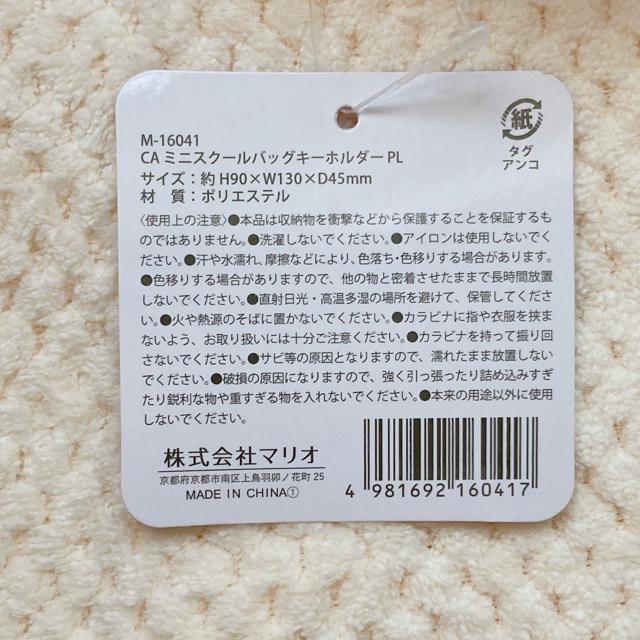 M-16041
CA ミニスクールバッグキーホルダー PL
サイズ：約 H90×W130×D45mm
材　質：ポリエステル
紙
タグ
アンコ
〈使用上の注意〉●本品は収納物を衝撃などから保護することを保証するも
のではありません。●洗濯しないでください。●アイロンは使用しないでく
ださい。●汗や水濡れ、摩擦などにより、色落ち・色移りする場合があります。
●色移りする場合がありますので、他の物と密着させたままで長時間放置
しないでください。●直射日光・高温多湿の場所を避けて、保管してくださ
い。●火や熱源のそばに置かないでください。●カラビナに指や衣服を挟ま
ないよう、お取り扱いには十分ご注意ください。●カラビナを持って振り回
さないでください。●サビ等の原因となりますので、濡れたまま放置しない
でください。●破損の原因になりますので、強く引っ張ったり詰め込みすぎ
たり鋭利な物や重すぎる物を入れないでください。●本来の用途以外に使用
しないでください。
株式会社マリオ
京都府京都市南区上鳥羽卯ノ花町 25
MADE IN CHINA①
4 981692 160417